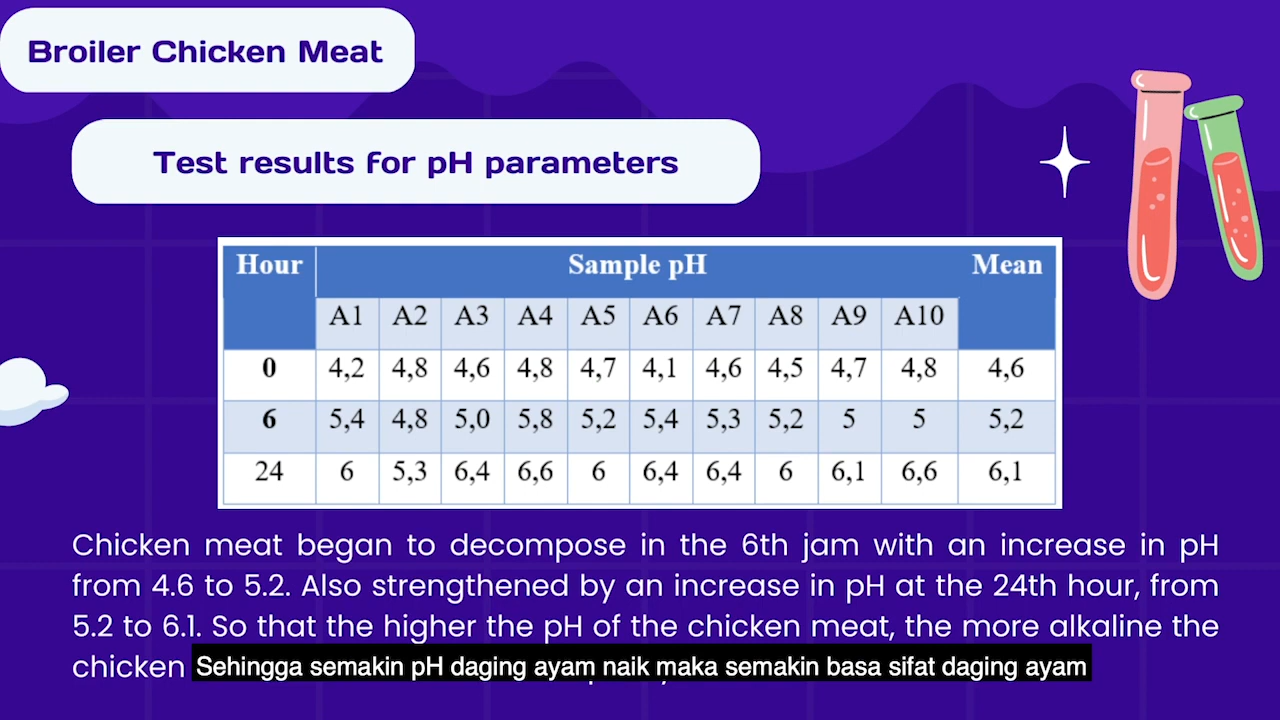 Broiler Chicken Meat
Test results for pH parameters
Hour Sample pH Mean
A1 A2 A3 A4 A5 A6 A7 A8 A9 A10
0 4,2 4,8 4,6 4,8 4,7 4,1 4,6 4,5 4,7 4,8 4,6
6 5,4 4,8 5,0 5,8 5,2 5,4 5,3 5,2 5 5 5,2
24 6 5,3 6,4 6,6 6 6,4 6,4 6 6,1 6,6 6,1
Chicken meat began to decompose in the 6th jam with an increase in pH
from 4.6 to 5.2. Also strengthened by an increase in pH at the 24th hour, from
5.2 to 6.1. So that the higher the pH of the chicken meat, the more alkaline the
chicken
Sehingga semakin pH daging ayam naik maka semakin basa sifat daging ayam